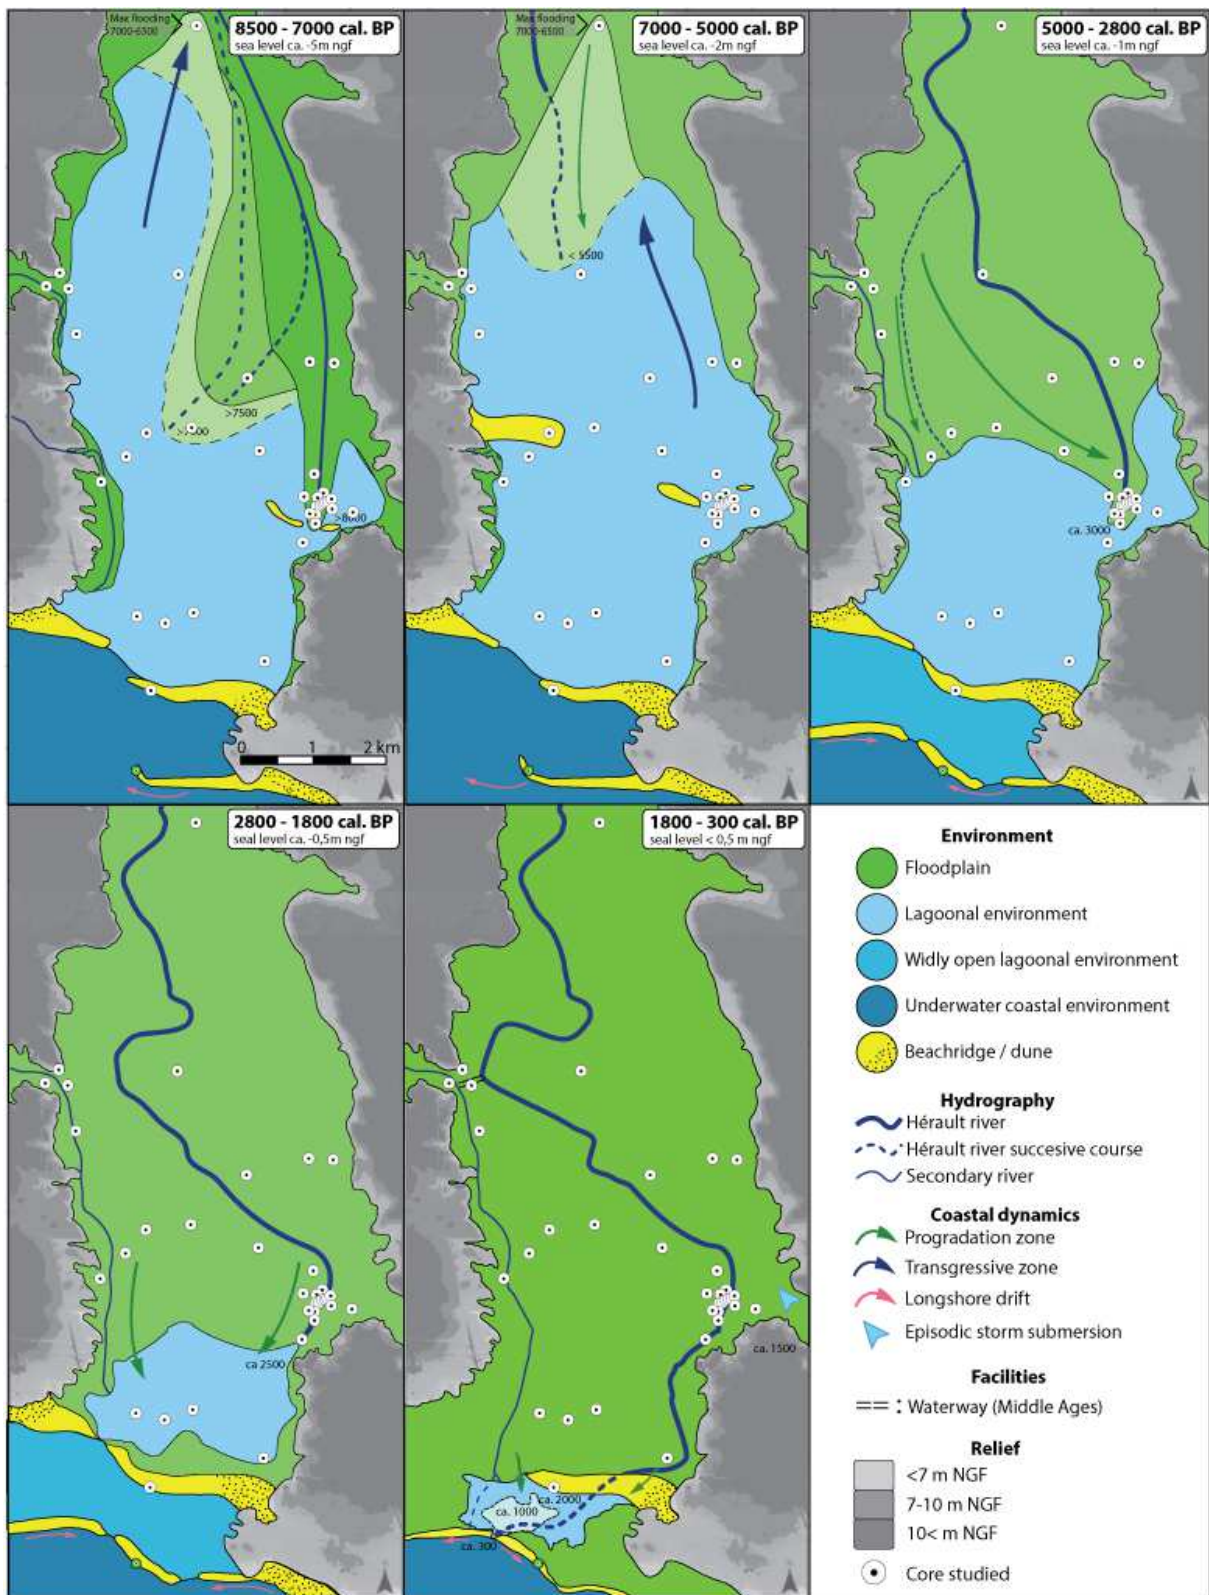 Max flooding
7000-6500
8500 - 7000 cal. BP
sea level ca. -5m ngf
>7500
>8000
0 1 2 km
Max flooding
7000-6500
7000 - 5000 cal. BP
sea level ca. -2m ngf
< 5500
5000 - 2800 cal. BP
sea level ca. -1m ngf
ca. 3000
2800 - 1800 cal. BP
seal level ca. -0,5m ngf
ca 2500
1800 - 300 cal. BP
seal level < 0,5 m ngf
ca. 1500
ca. 2000
ca. 1000
ca. 300
Environment
Floodplain
Lagoonal environment
Widly open lagoonal environment
Underwater coastal environment
Beachridge / dune
Hydrography
Hérault river
Hérault river succesive course
Secondary river
Coastal dynamics
Progradation zone
Transgressive zone
Longshore drift
Episodic storm submersion
Facilities
== : Waterway (Middle Ages)
Relief
<7 m NGF
7-10 m NGF
10< m NGF
Core studied